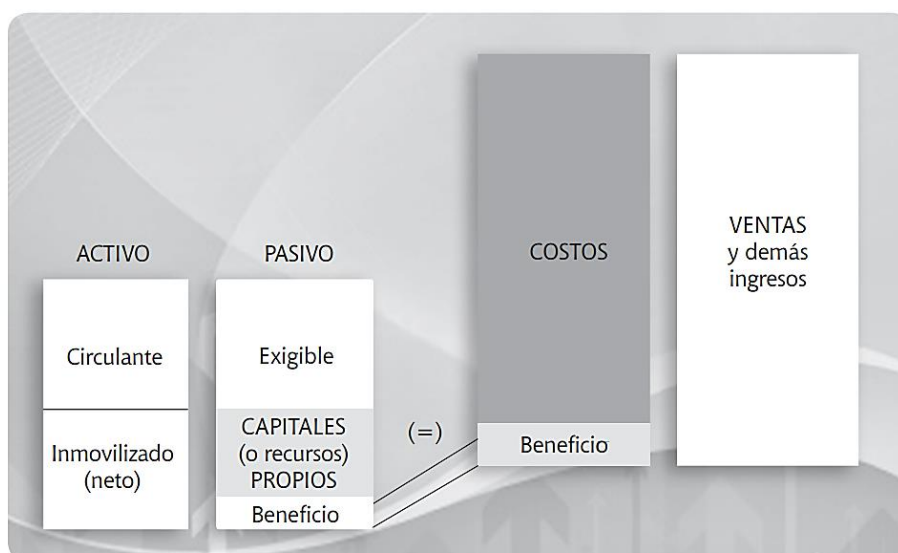 ACTIVO
Circulante
Inmovilizado
(neto)
PASIVO
Exigible
CAPITALES
(o recursos)
PROPIOS
Beneficio
(=)
COSTOS
Beneficio
VENTAS
y demás
ingresos